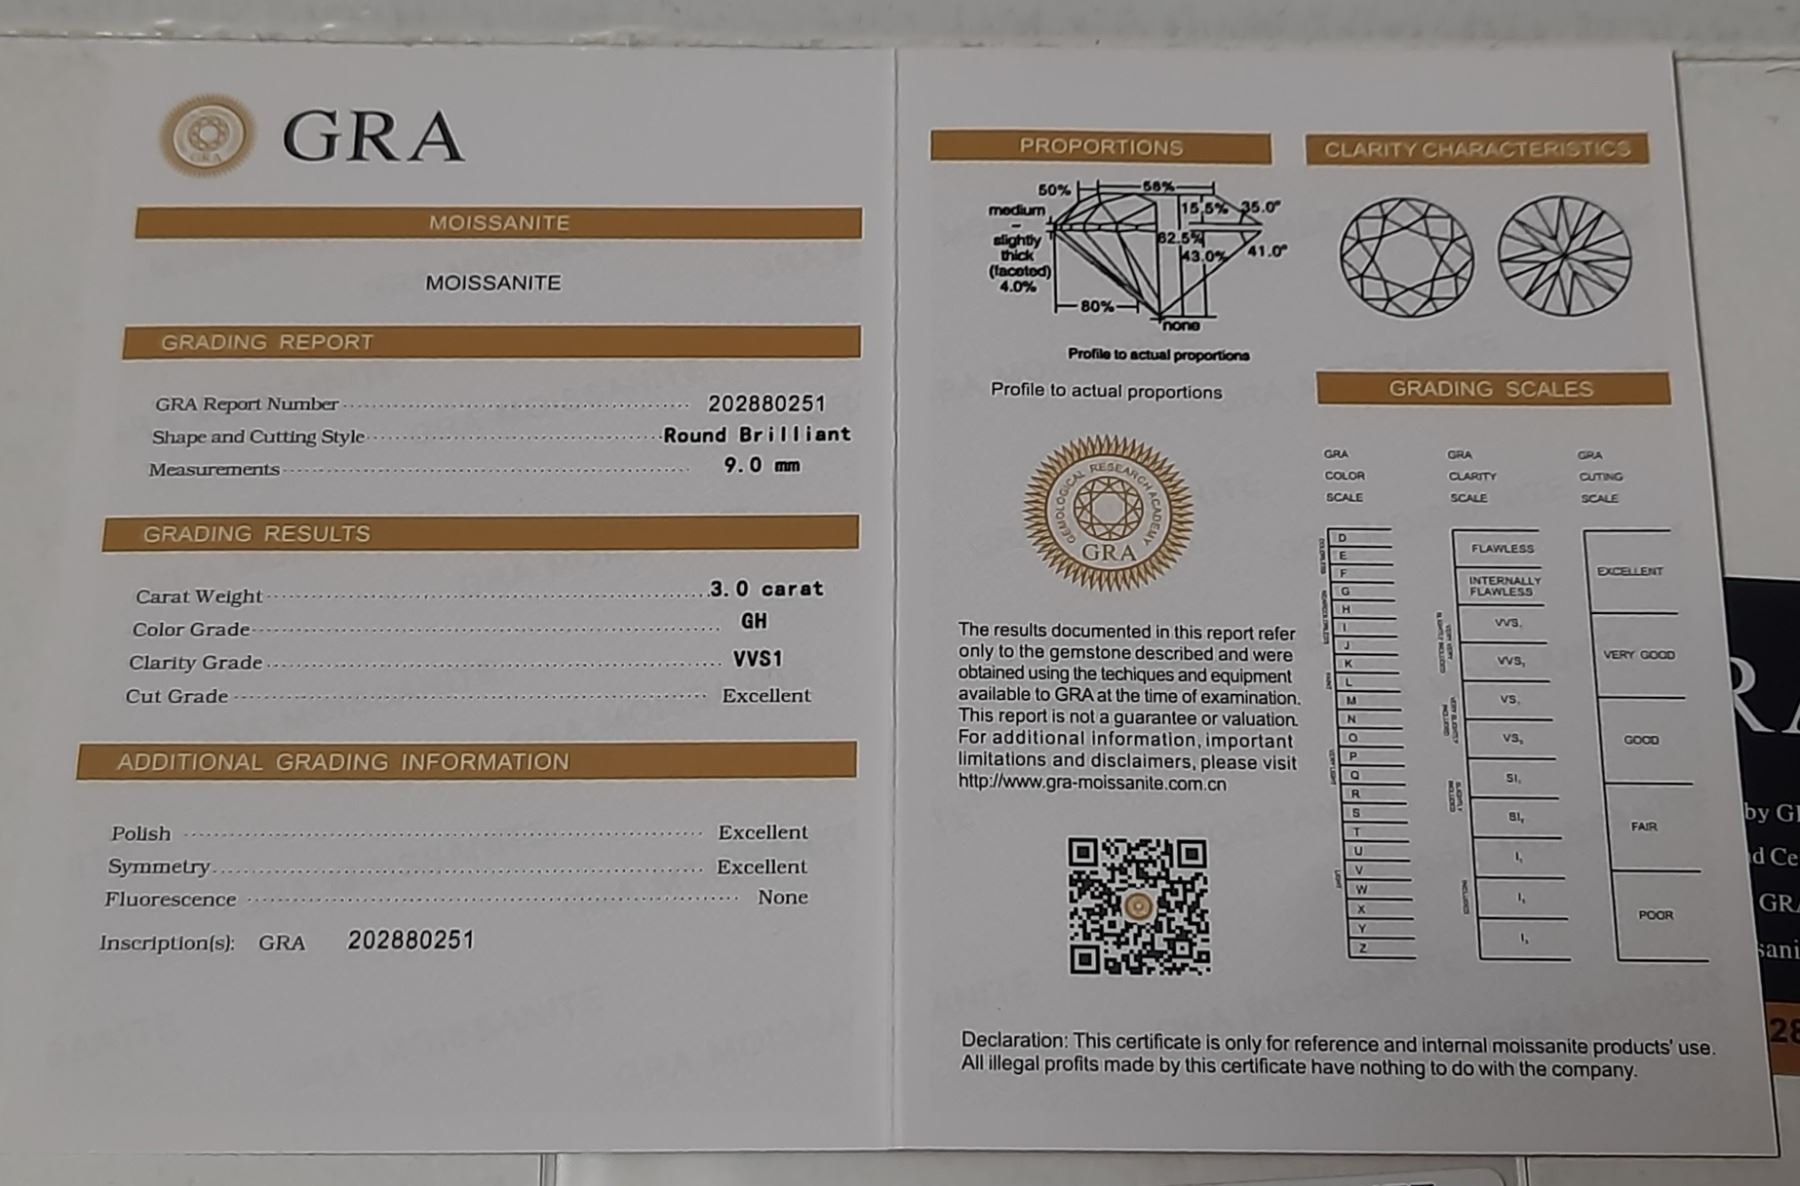 GRA
MOISSANITE
MOISSANITE
GRADING REPORT
GRA Report Number 202880251
Shape and Cutting Style Round Brilliant
Measurements 9.0 mm
GRADING RESULTS
Carat Weight 3.0 carat
Color Grade GH
Clarity Grade VVS1
Cut Grade Excellent
ADDITIONAL GRADING INFORMATION
Polish Excellent
Symmetry Excellent
Fluorescence None
Inscription(s): GRA 202880251
PROPORTIONS
50%
medium
–
slightly
thick
(faceted)
4.0%
15.5% 35.0°
62.5%
43.0% 41.0°
80%
none
Profile to actual proportions
Profile to actual proportions
GEMOLOGICAL RESEARCH ACADEMY
GRA
The results documented in this report refer
only to the gemstone described and were
obtained using the techiques and equipment
available to GRA at the time of examination.
This report is not a guarantee or valuation.
For additional information, important
limitations and disclaimers, please visit
http://www.gra-moissanite.com.cn
CLARITY CHARACTERISTICS
GRADING SCALES
GRA
COLOR
SCALE
D
E
F
G
H
I
J
K
L
M
N
O
P
Q
R
S
T
U
V
W
X
Y
Z
GRA
CLARITY
SCALE
FLAWLESS
INTERNALLY
FLAWLESS
VVS
VVS
VS
VS
SI
SI
I
I
I
GRA
CUTING
SCALE
EXCELLENT
VERY GOOD
GOOD
FAIR
POOR
Declaration: This certificate is only for reference and internal moissanite products' use.
All illegal profits made by this certificate have nothing to do with the company.
by
GRA